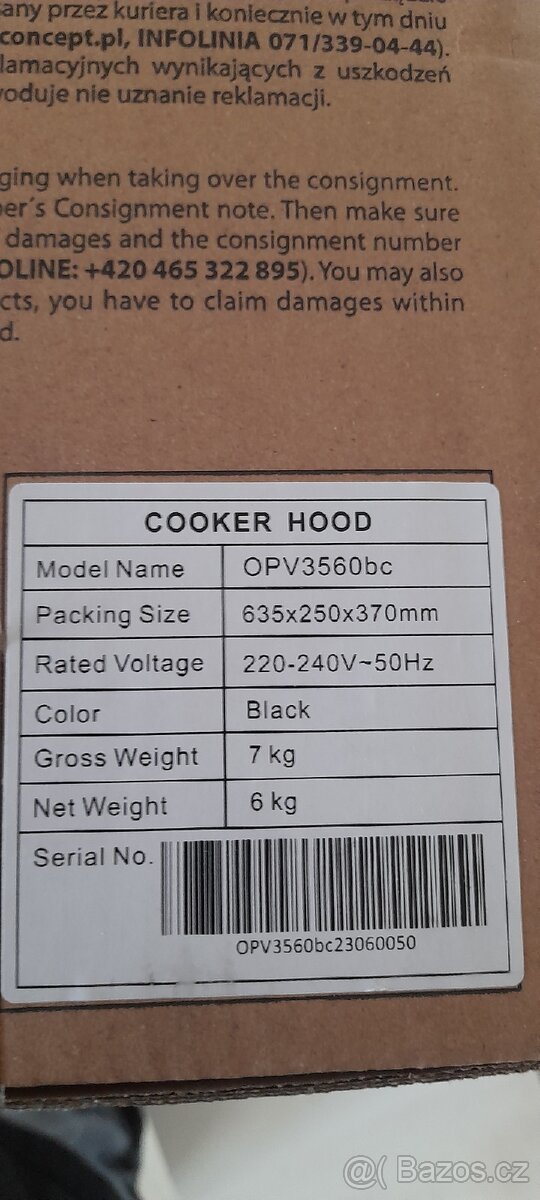 sany przez kuriera i koniecznie w tym dniu
concept.pl, INFOLINIA 071/339-04-44).
lamacyjnych wynikających z uszkodzeń
woduje nie uznanie reklamacji.
ging when taking over the consignment.
er´s Consignment note. Then make sure
damages and the consignment number
OLINE: +420 465 322 895). You may also
cts, you have to claim damages within
d.
COOKER HOOD
Model Name OPV3560bc
Packing Size 635x250x370mm
Rated Voltage 220-240V~50Hz
Color Black
Gross Weight 7 kg
Net Weight 6 kg
Serial No.
OPV3560bc23060050
@( Bazos.cz